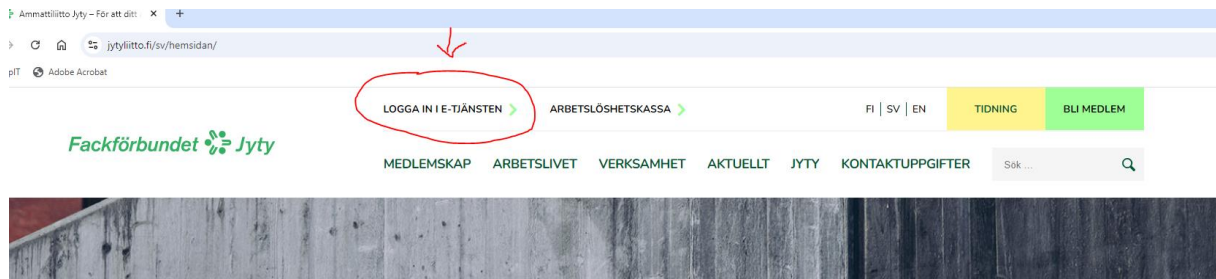 Ammattiliitto Jyty – För att ditt
jytyliitto.fi/sv/hemsidan/
pIT Adobe Acrobat
LOGGA IN I E-TJÄNSTEN ARBETSLÖSHETSKASSA FI | SV | EN TIDNING BLI MEDLEM
Fackförbundet Jyty
MEDLEMSKAP ARBETSLIVET VERKSAMHET AKTUELLT JYTY KONTAKTUPPGIFTER Sök ...